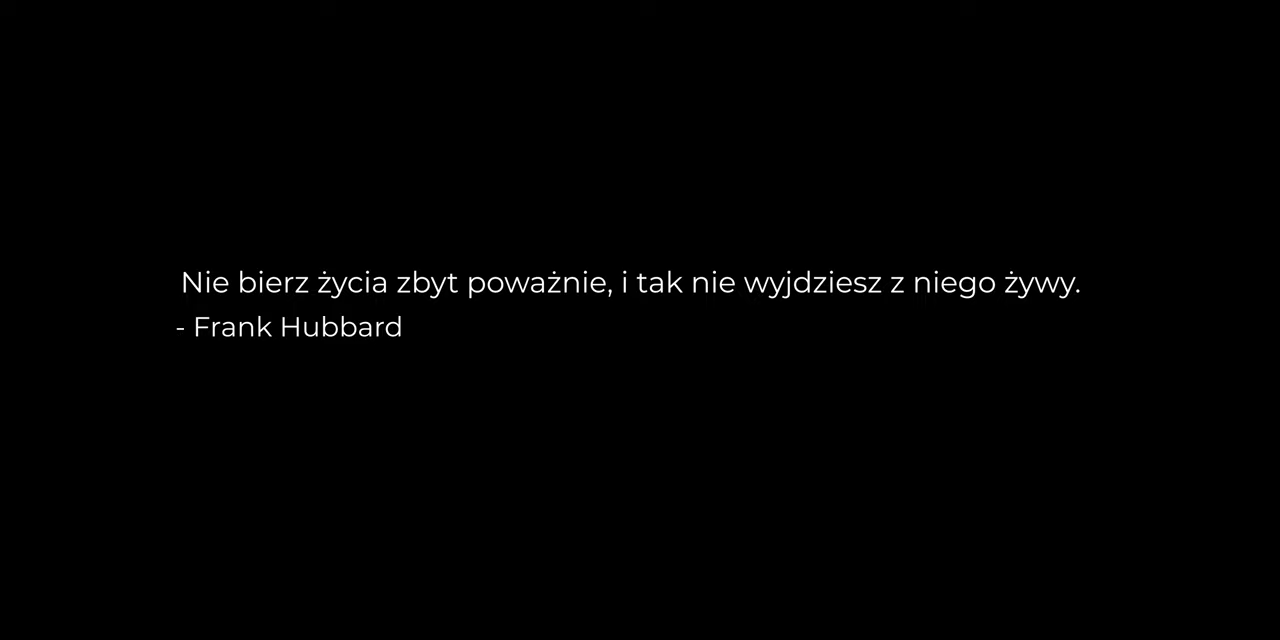 Nie bierz życia zbyt poważnie, i tak nie wyjdziesz z niego żywy.
- Frank Hubbard